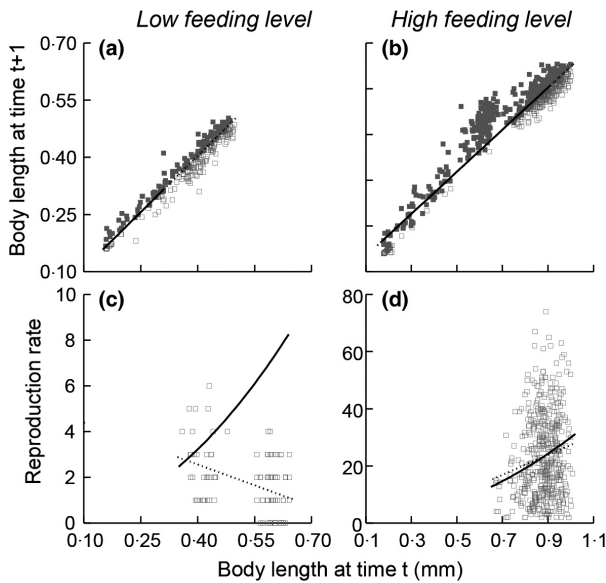 Low feeding level
High feeding level
(a)
(b)
Body length at time t+1
0·70
0·55
0·40
0·25
0·10
(c)
(d)
Reproduction rate
10
8
6
4
2
0
80
60
40
20
0
0·10 0·25 0·40 0·55 0·70
0·1 0·3 0·5 0·7 0·9 1·1
Body length at time t (mm)